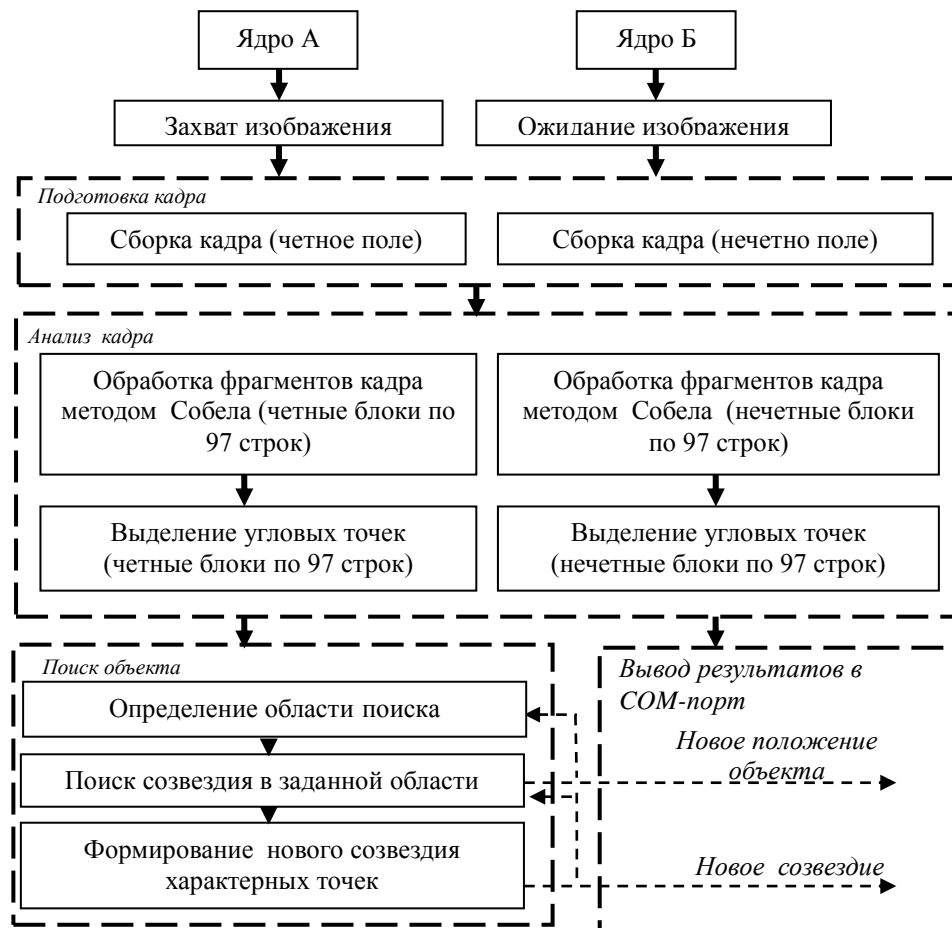 Ядро А
Ядро Б
Захват изображения
Ожидание изображения
Подготовка кадра
Сборка кадра (четное поле)
Сборка кадра (нечетно поле)
Анализ кадра
Обработка фрагментов кадра
методом Собела (четные блоки по
97 строк)
Обработка фрагментов кадра
методом Собела (нечетные блоки
по 97 строк)
Выделение угловых точек
(четные блоки по 97 строк)
Выделение угловых точек
(нечетные блоки по 97 строк)
Поиск объекта
Определение области поиска
Поиск созвездия в заданной области
Формирование нового созвездия
характерных точек
Вывод результатов в
COM-порт
Новое положение
объекта
Новое созвездие